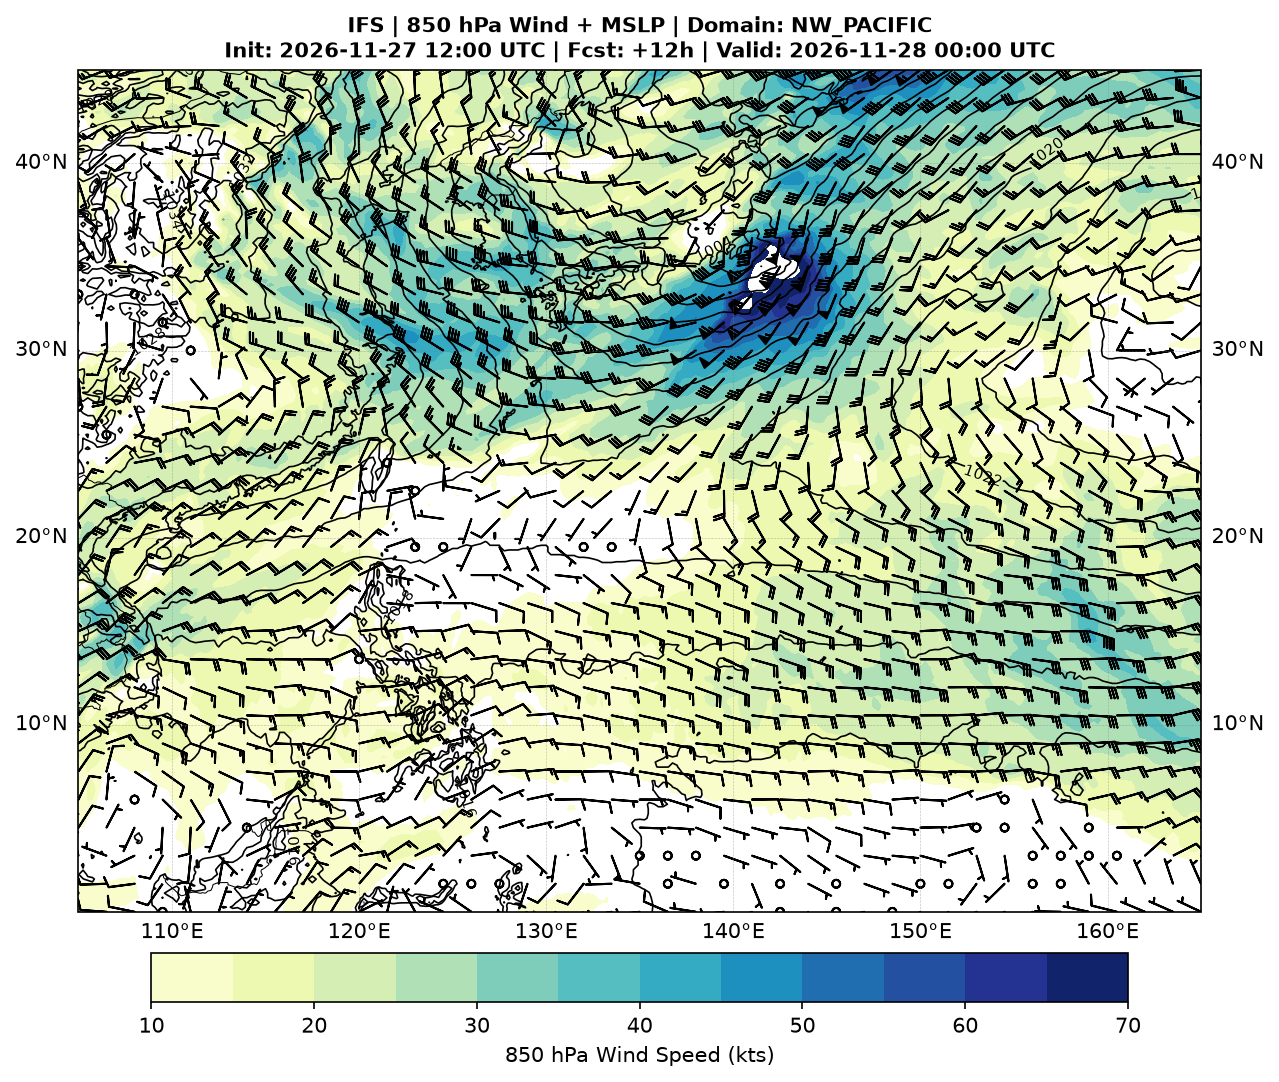 IFS | 850 hPa Wind + MSLP | Domain: NW_PACIFIC
Init: 2026-11-27 12:00 UTC | Fcst: +12h | Valid: 2026-11-28 00:00 UTC
40°N
40°N
30°N
30°N
20°N
20°N
10°N
10°N
1020
1022
110°E
120°E
130°E
140°E
150°E
160°E
10
20
30
40
50
60
70
850 hPa Wind Speed (kts)